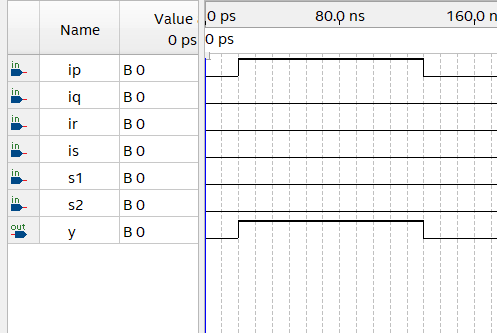 Name Value 0 ps 80.0 ns 160.0 ns
0 ps 0 ps
in ip B 0
in iq B 0
in ir B 0
in is B 0
in s1 B 0
in s2 B 0
out y B 0